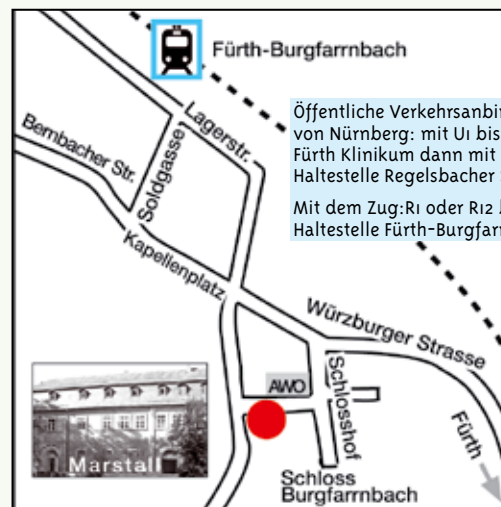 Fürth-Burgfarrnbach
Öffentliche Verkehrsanbin
von Nürnberg: mit U1 bis
Fürth Klinikum dann mit
Haltestelle Regelsbacher
Mit dem Zug:R1 oder R12
Haltestelle Fürth-Burgfarr
Lagerstr.
Bernbacher Str.
Soldgasse
Kapellenplatz
Würzburger Strasse
AWO
Schlosshof
Fürth
Marstall
Schloss
Burgfarrnbach